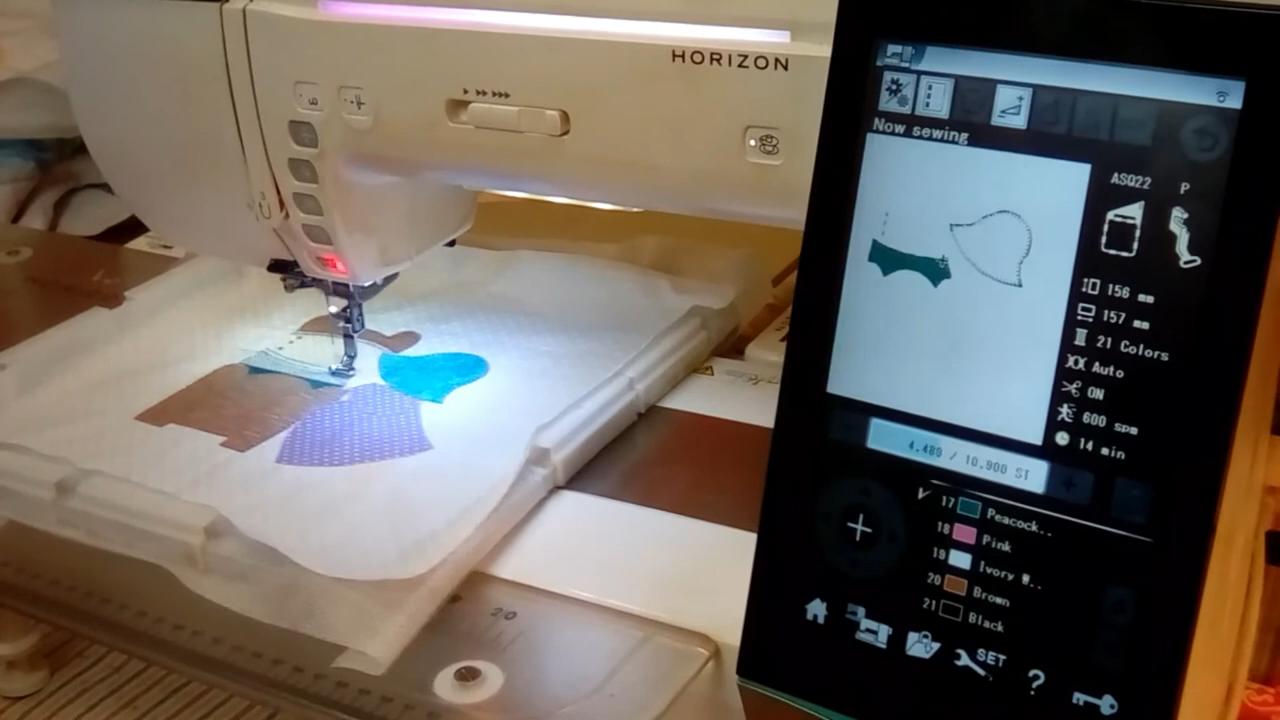 HORIZON
Now sewing
ASQ22 P
156 mm
157 mm
21 Colors
Auto
ON
600 spm
14 min
4.489 / 10.900 ST
17 Peacock..
18 Pink
19 Ivory W..
20 Brown
21 Black
SET
?
20